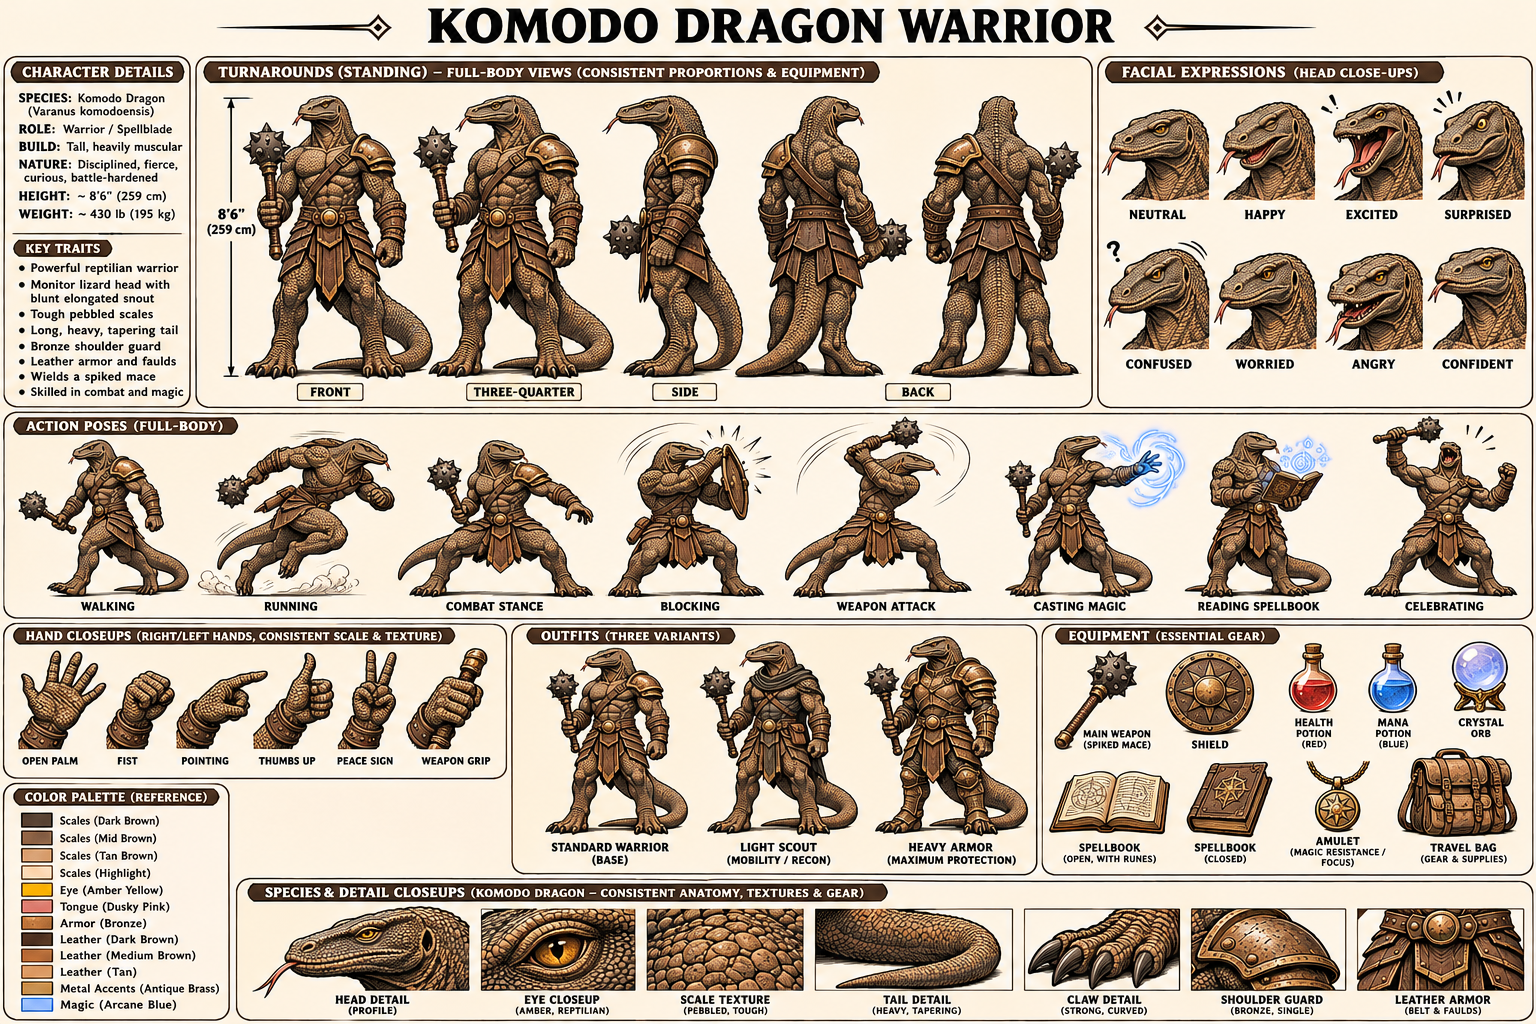 KOMODO DRAGON WARRIOR
CHARACTER DETAILS
SPECIES: Komodo Dragon
(Varanus komodoensis)
ROLE: Warrior / Spellblade
BUILD: Tall, heavily muscular
NATURE: Disciplined, fierce,
curious, battle-hardened
HEIGHT: ~ 8'6" (259 cm)
WEIGHT: ~ 430 lb (195 kg)
KEY TRAITS
• Powerful reptilian warrior
• Monitor lizard head with
blunt elongated snout
• Tough pebbled scales
• Long, heavy, tapering tail
• Bronze shoulder guard
• Leather armor and faulds
• Wields a spiked mace
• Skilled in combat and magic
TURNAROUNDS (STANDING) – FULL-BODY VIEWS (CONSISTENT PROPORTIONS & EQUIPMENT)
8'6"
(259 cm)
FRONT
THREE-QUARTER
SIDE
BACK
FACIAL EXPRESSIONS (HEAD CLOSE-UPS)
NEUTRAL
HAPPY
!!
EXCITED
SURPRISED
?
CONFUSED
WORRIED
ANGRY
CONFIDENT
ACTION POSES (FULL-BODY)
WALKING
RUNNING
COMBAT STANCE
BLOCKING
WEAPON ATTACK
CASTING MAGIC
READING SPELLBOOK
CELEBRATING
HAND CLOSEUPS (RIGHT/LEFT HANDS, CONSISTENT SCALE & TEXTURE)
OPEN PALM
FIST
POINTING
THUMBS UP
PEACE SIGN
WEAPON GRIP
OUTFITS (THREE VARIANTS)
STANDARD WARRIOR
(BASE)
LIGHT SCOUT
(MOBILITY / RECON)
HEAVY ARMOR
(MAXIMUM PROTECTION)
EQUIPMENT (ESSENTIAL GEAR)
MAIN WEAPON
(SPIKED MACE)
SHIELD
HEALTH
POTION
(RED)
MANA
POTION
(BLUE)
CRYSTAL
ORB
SPELLBOOK
(OPEN, WITH RUNES)
SPELLBOOK
(CLOSED)
AMULET
(MAGIC RESISTANCE /
FOCUS)
TRAVEL BAG
(GEAR & SUPPLIES)
COLOR PALETTE (REFERENCE)
Scales (Dark Brown)
Scales (Mid Brown)
Scales (Tan Brown)
Scales (Highlight)
Eye (Amber Yellow)
Tongue (Dusky Pink)
Armor (Bronze)
Leather (Dark Brown)
Leather (Medium Brown)
Leather (Tan)
Metal Accents (Antique Brass)
Magic (Arcane Blue)
SPECIES & DETAIL CLOSEUPS (KOMODO DRAGON – CONSISTENT ANATOMY, TEXTURES & GEAR)
HEAD DETAIL
(PROFILE)
EYE CLOSEUP
(AMBER, REPTILIAN)
SCALE TEXTURE
(PEBBLED, TOUGH)
TAIL DETAIL
(HEAVY, TAPERING)
CLAW DETAIL
(STRONG, CURVED)
SHOULDER GUARD
(BRONZE, SINGLE)
LEATHER ARMOR
(BELT & FAULDS)